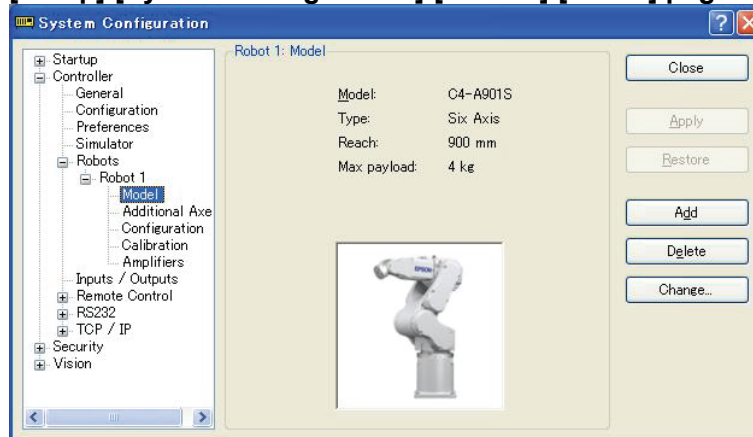 System Configuration
Startup
Controller
General
Configuration
Preferences
Simulator
Robots
Robot 1
Model
Additional Axe
Configuration
Calibration
Amplifiers
Inputs / Outputs
Remote Control
RS232
TCP / IP
Security
Vision
Robot 1: Model
Model: C4-A901S
Type: Six Axis
Reach: 900 mm
Max payload: 4 kg
EPSON
Close
Apply
Restore
Add
Delete
Change...